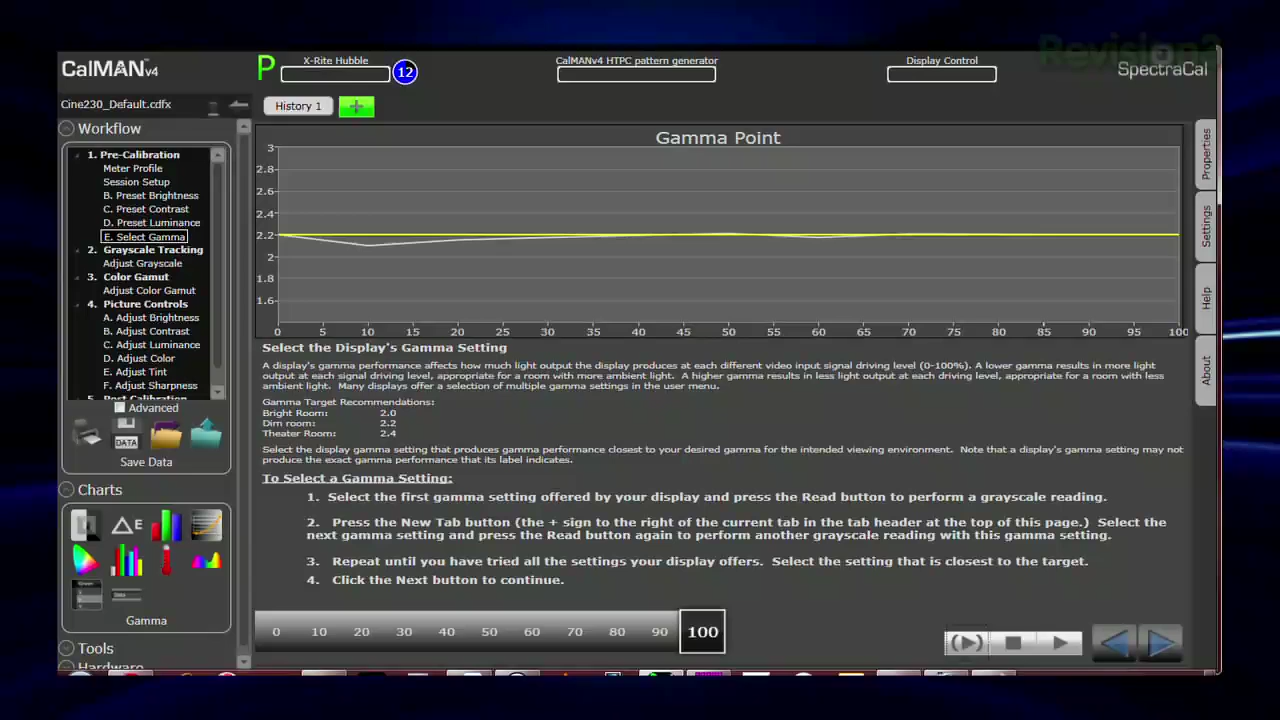 Revision3
CalMANv4
P
X-Rite Hubble
12
CalMANv4 HTPC pattern generator
Display Control
SpectraCal
Cine230_Default.cdfx
History 1
+
Workflow
1. Pre-Calibration
Meter Profile
Session Setup
B. Preset Brightness
C. Preset Contrast
D. Preset Luminance
E. Select Gamma
2. Grayscale Tracking
Adjust Grayscale
3. Color Gamut
Adjust Color Gamut
4. Picture Controls
A. Adjust Brightness
B. Adjust Contrast
C. Adjust Luminance
D. Adjust Color
E. Adjust Tint
F. Adjust Sharpness
5. Post Calibration
Advanced
DATA
Save Data
Charts
ΔE
Data
Gamma
Tools
Hardware
Gamma Point
3
2.8
2.6
2.4
2.2
2
1.8
1.6
0 5 10 15 20 25 30 35 40 45 50 55 60 65 70 75 80 85 90 95 100
Select the Display's Gamma Setting
A display's gamma performance affects how much light output the display produces at each different video input signal driving level (0-100%). A lower gamma results in more light
output at each signal driving level, appropriate for a room with more ambient light. A higher gamma results in less light output at each driving level, appropriate for a room with less
ambient light. Many displays offer a selection of multiple gamma settings in the user menu.
Gamma Target Recommendations:
Bright Room: 2.0
Dim room: 2.2
Theater Room: 2.4
Select the display gamma setting that produces gamma performance closest to your desired gamma for the intended viewing environment. Note that a display's gamma setting may not
produce the exact gamma performance that its label indicates.
To Select a Gamma Setting:
1. Select the first gamma setting offered by your display and press the Read button to perform a grayscale reading.
2. Press the New Tab button (the + sign to the right of the current tab in the tab header at the top of this page.) Select the
next gamma setting and press the Read button again to perform another grayscale reading with this gamma setting.
3. Repeat until you have tried all the settings your display offers. Select the setting that is closest to the target.
4. Click the Next button to continue.
0 10 20 30 40 50 60 70 80 90 100
Properties
Settings
Help
About